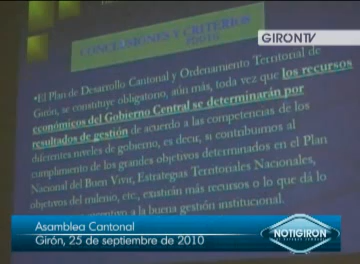 GIRONTV
CONCLUSIONES Y CRITERIOS
•El Plan de Desarrollo Cantonal y Ordenamiento Territorial de
Girón, se constituye obligatorio, aún más, toda vez que los recursos
económicos del Gobierno Central se determinarán por
resultados de gestión de acuerdo a las competencias de los
diferentes niveles de gobierno, es decir, si contribuimos al
cumplimiento de los grandes objetivos determinados en el Plan
Nacional del Buen Vivir, Estrategias Territoriales Nacionales,
objetivos del milenio, etc, existirán más recursos o lo que dá lo
a la buena gestión institucional.
Asamblea Cantonal
Girón, 25 de septiembre de 2010
NOTIGIRON